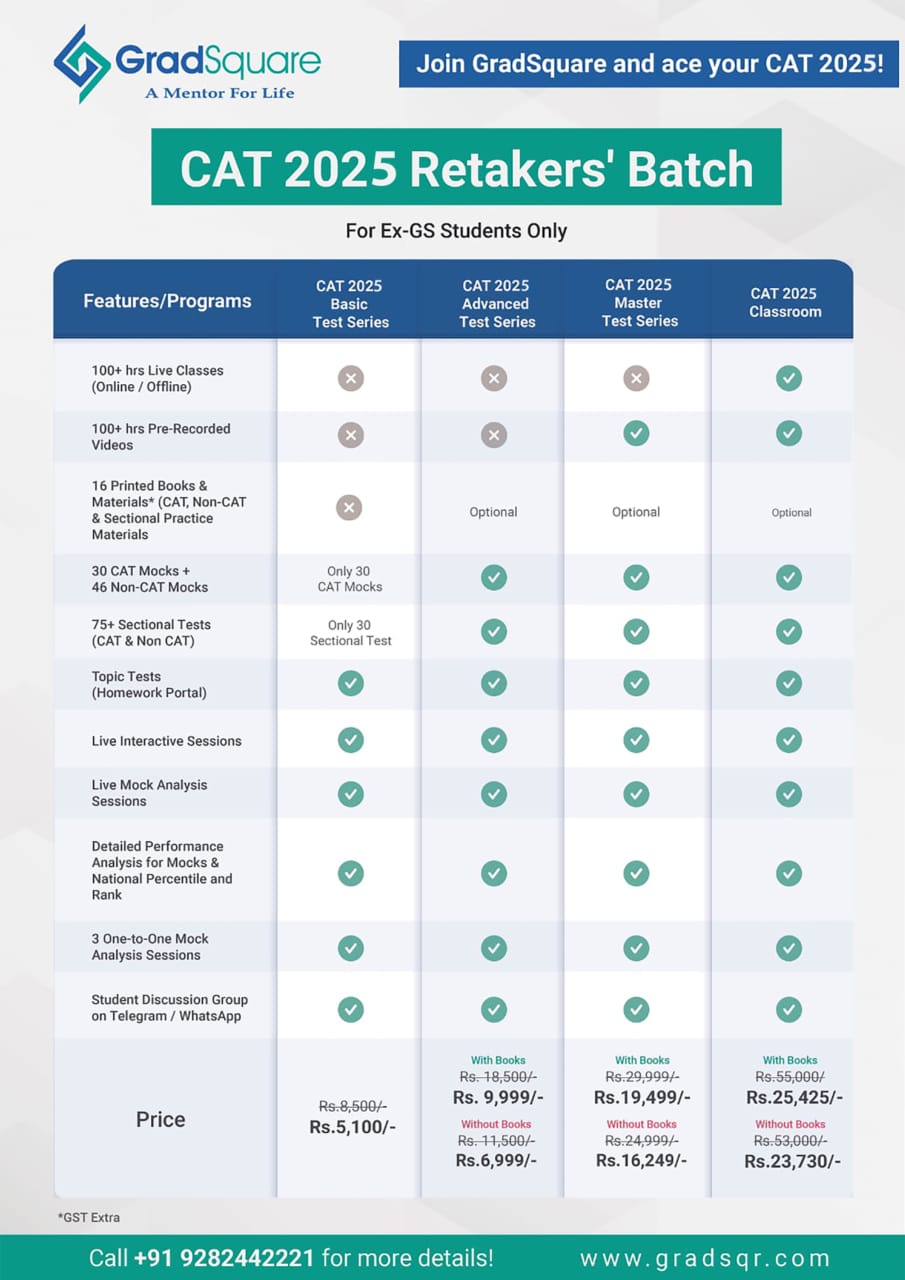 GradSquare
A Mentor For Life
Join GradSquare and ace your CAT 2025!
CAT 2025 Retakers' Batch
For Ex-GS Students Only
Features/Programs
CAT 2025
Basic
Test Series
CAT 2025
Advanced
Test Series
CAT 2025
Master
Test Series
CAT 2025
Classroom
100+ hrs Live Classes
(Online / Offline)
100+ hrs Pre-Recorded
Videos
16 Printed Books &
Materials* (CAT, Non-CAT
& Sectional Practice
Materials
Optional
Optional
Optional
30 CAT Mocks +
46 Non-CAT Mocks
Only 30
CAT Mocks
75+ Sectional Tests
(CAT & Non CAT)
Only 30
Sectional Test
Topic Tests
(Homework Portal)
Live Interactive Sessions
Live Mock Analysis
Sessions
Detailed Performance
Analysis for Mocks &
National Percentile and
Rank
3 One-to-One Mock
Analysis Sessions
Student Discussion Group
on Telegram / WhatsApp
Price
Rs.8,500/-
Rs.5,100/-
With Books
Rs. 18,500/-
Rs. 9,999/-
Without Books
Rs. 11,500/-
Rs.6,999/-
With Books
Rs.29,999/-
Rs.19,499/-
Without Books
Rs.24,999/-
Rs.16,249/-
With Books
Rs.55,000/
Rs.25,425/-
Without Books
Rs.53,000/-
Rs.23,730/-
*GST Extra
Call +91 9282442221 for more details!
www.gradsqr.com